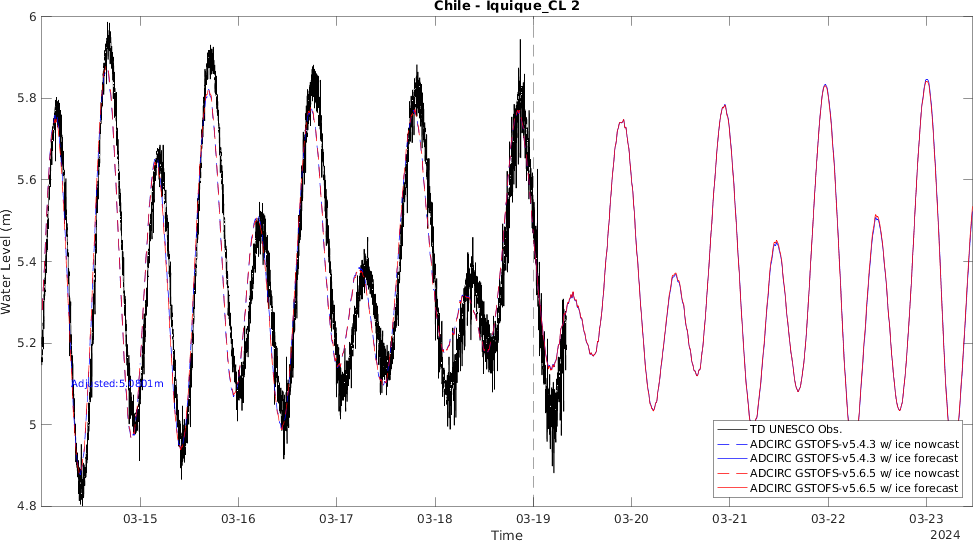 Chile - Iquique_CL 2
6
5.8
5.6
5.4
5.2
5
4.8
Water Level (m)
Adjusted:5.0801m
TD UNESCO Obs.
ADCIRC GSTOFS-v5.4.3 w/ ice nowcast
ADCIRC GSTOFS-v5.4.3 w/ ice forecast
ADCIRC GSTOFS-v5.6.5 w/ ice nowcast
ADCIRC GSTOFS-v5.6.5 w/ ice forecast
03-15 03-16 03-17 03-18 03-19 03-20 03-21 03-22 03-23
Time
2024